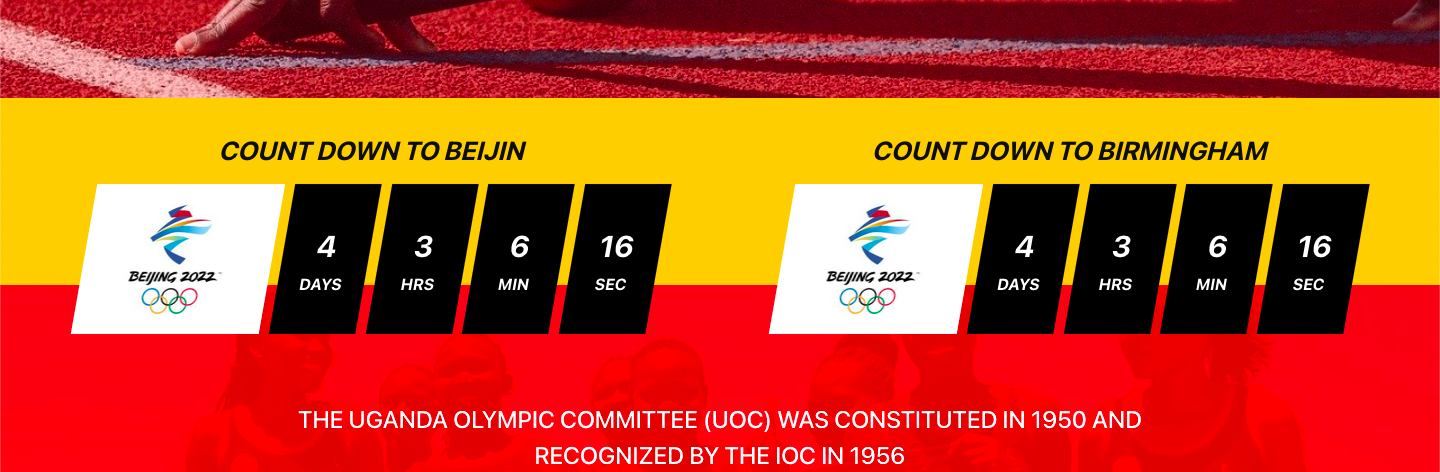 COUNT DOWN TO BEIJIN
BEIJING 2022™
4
DAYS
3
HRS
6
MIN
16
SEC
COUNT DOWN TO BIRMINGHAM
BEIJING 2022™
4
DAYS
3
HRS
6
MIN
16
SEC
THE UGANDA OLYMPIC COMMITTEE (UOC) WAS CONSTITUTED IN 1950 AND
RECOGNIZED BY THE IOC IN 1956